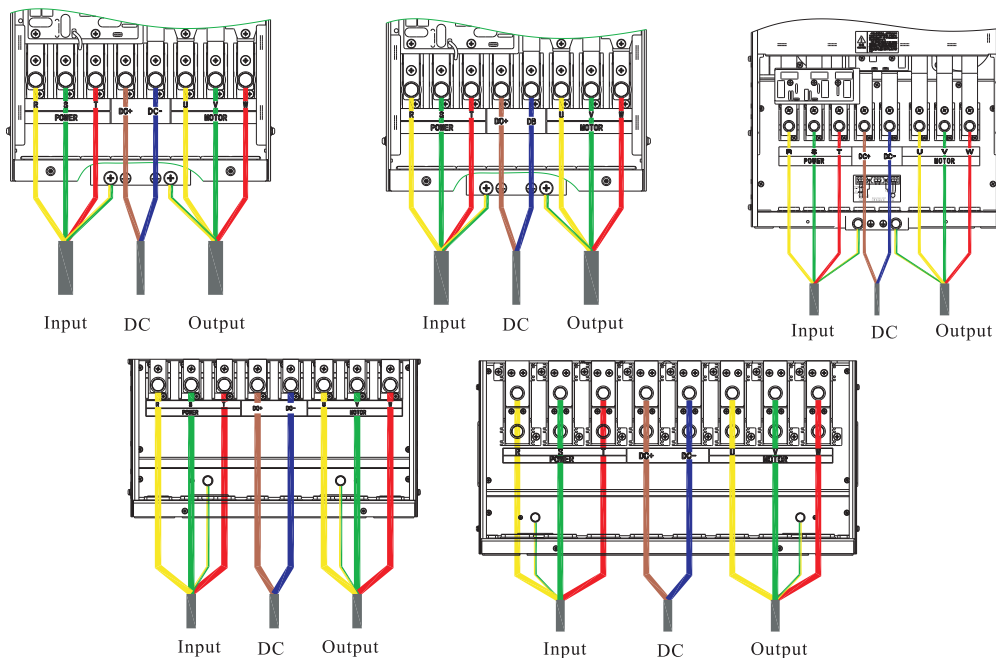 R S T DC+ DC- U V W
POWER MOTOR
Input DC Output
R S T DC+ DB U V W
POWER MOTOR
Input DC Output
R S T DC+ DC- U V W
POWER MOTOR
Input DC Output
R S T DC+ DC- U V W
POWER MOTOR
Input DC Output
R S T DC+ DC- U V W
POWER MOTOR
Input DC Output